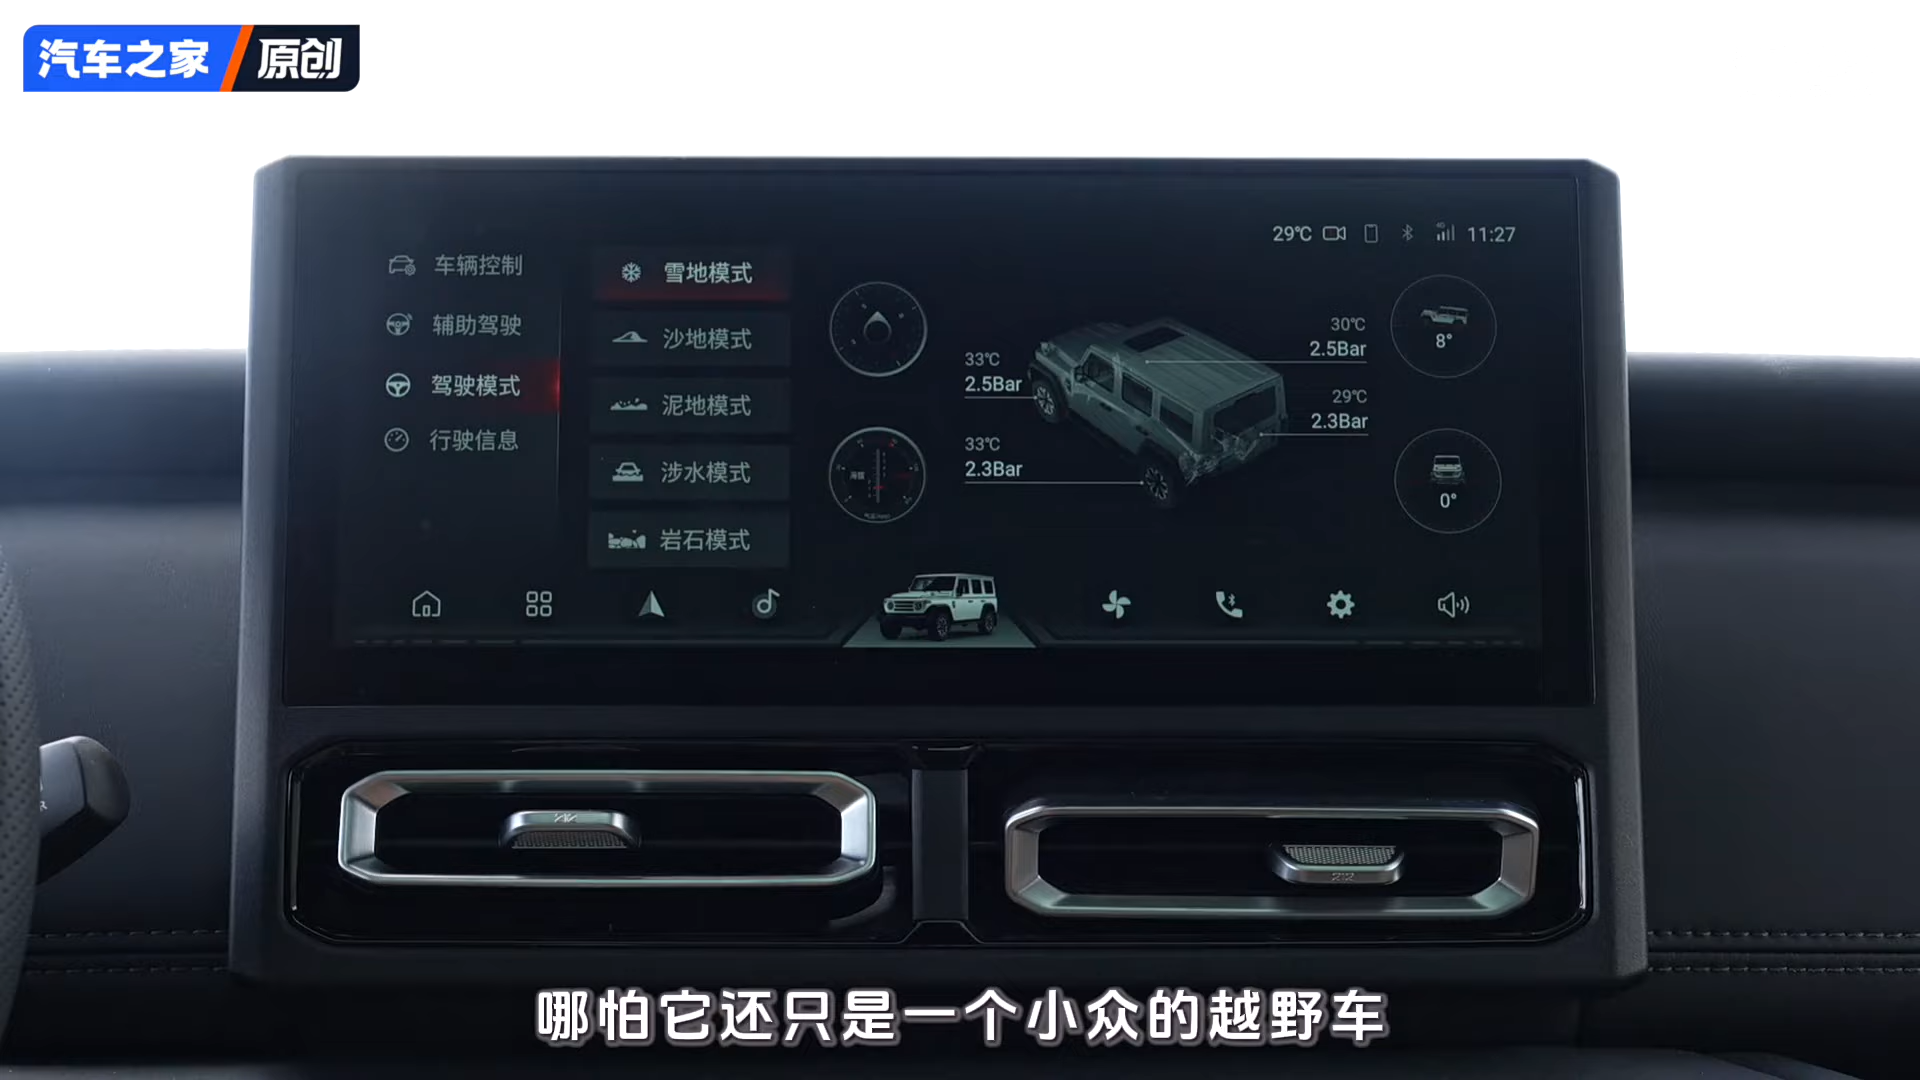 汽车之家 原创
29℃ 11:27
车辆控制
辅助驾驶
驾驶模式
行驶信息
雪地模式
沙地模式
泥地模式
涉水模式
岩石模式
33℃
2.5Bar
33℃
2.3Bar
30℃
2.5Bar
29℃
2.3Bar
8°
0°
212
哪怕它还只是一个小众的越野车